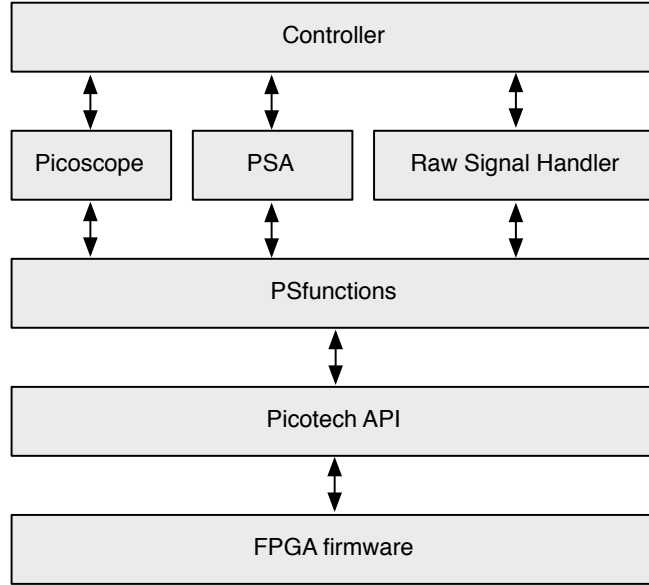 Controller
Picoscope
PSA
Raw Signal Handler
PSfunctions
Picotech API
FPGA firmware